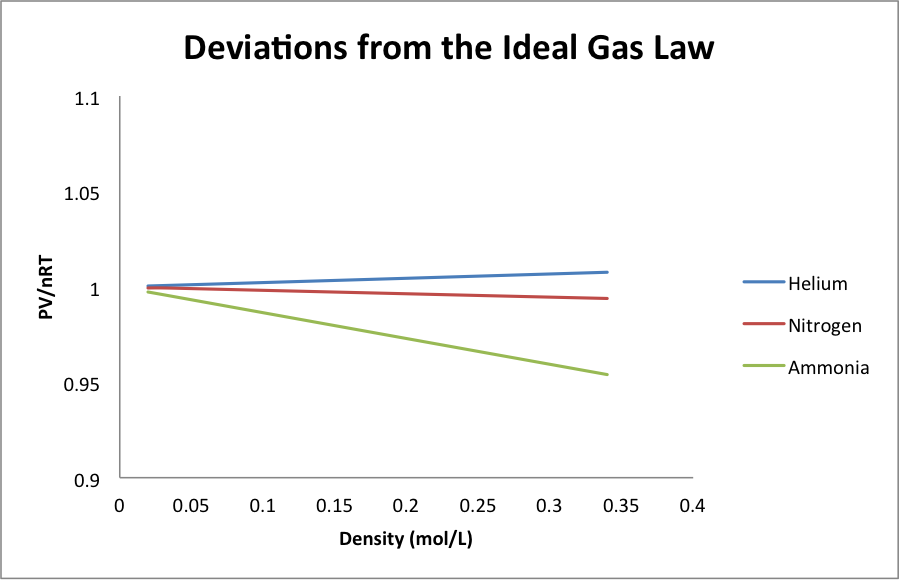 Deviations from the Ideal Gas Law
1.1
1.05
1
0.95
0.9
PV/nRT
0 0.05 0.1 0.15 0.2 0.25 0.3 0.35 0.4
Density (mol/L)
Helium
Nitrogen
Ammonia